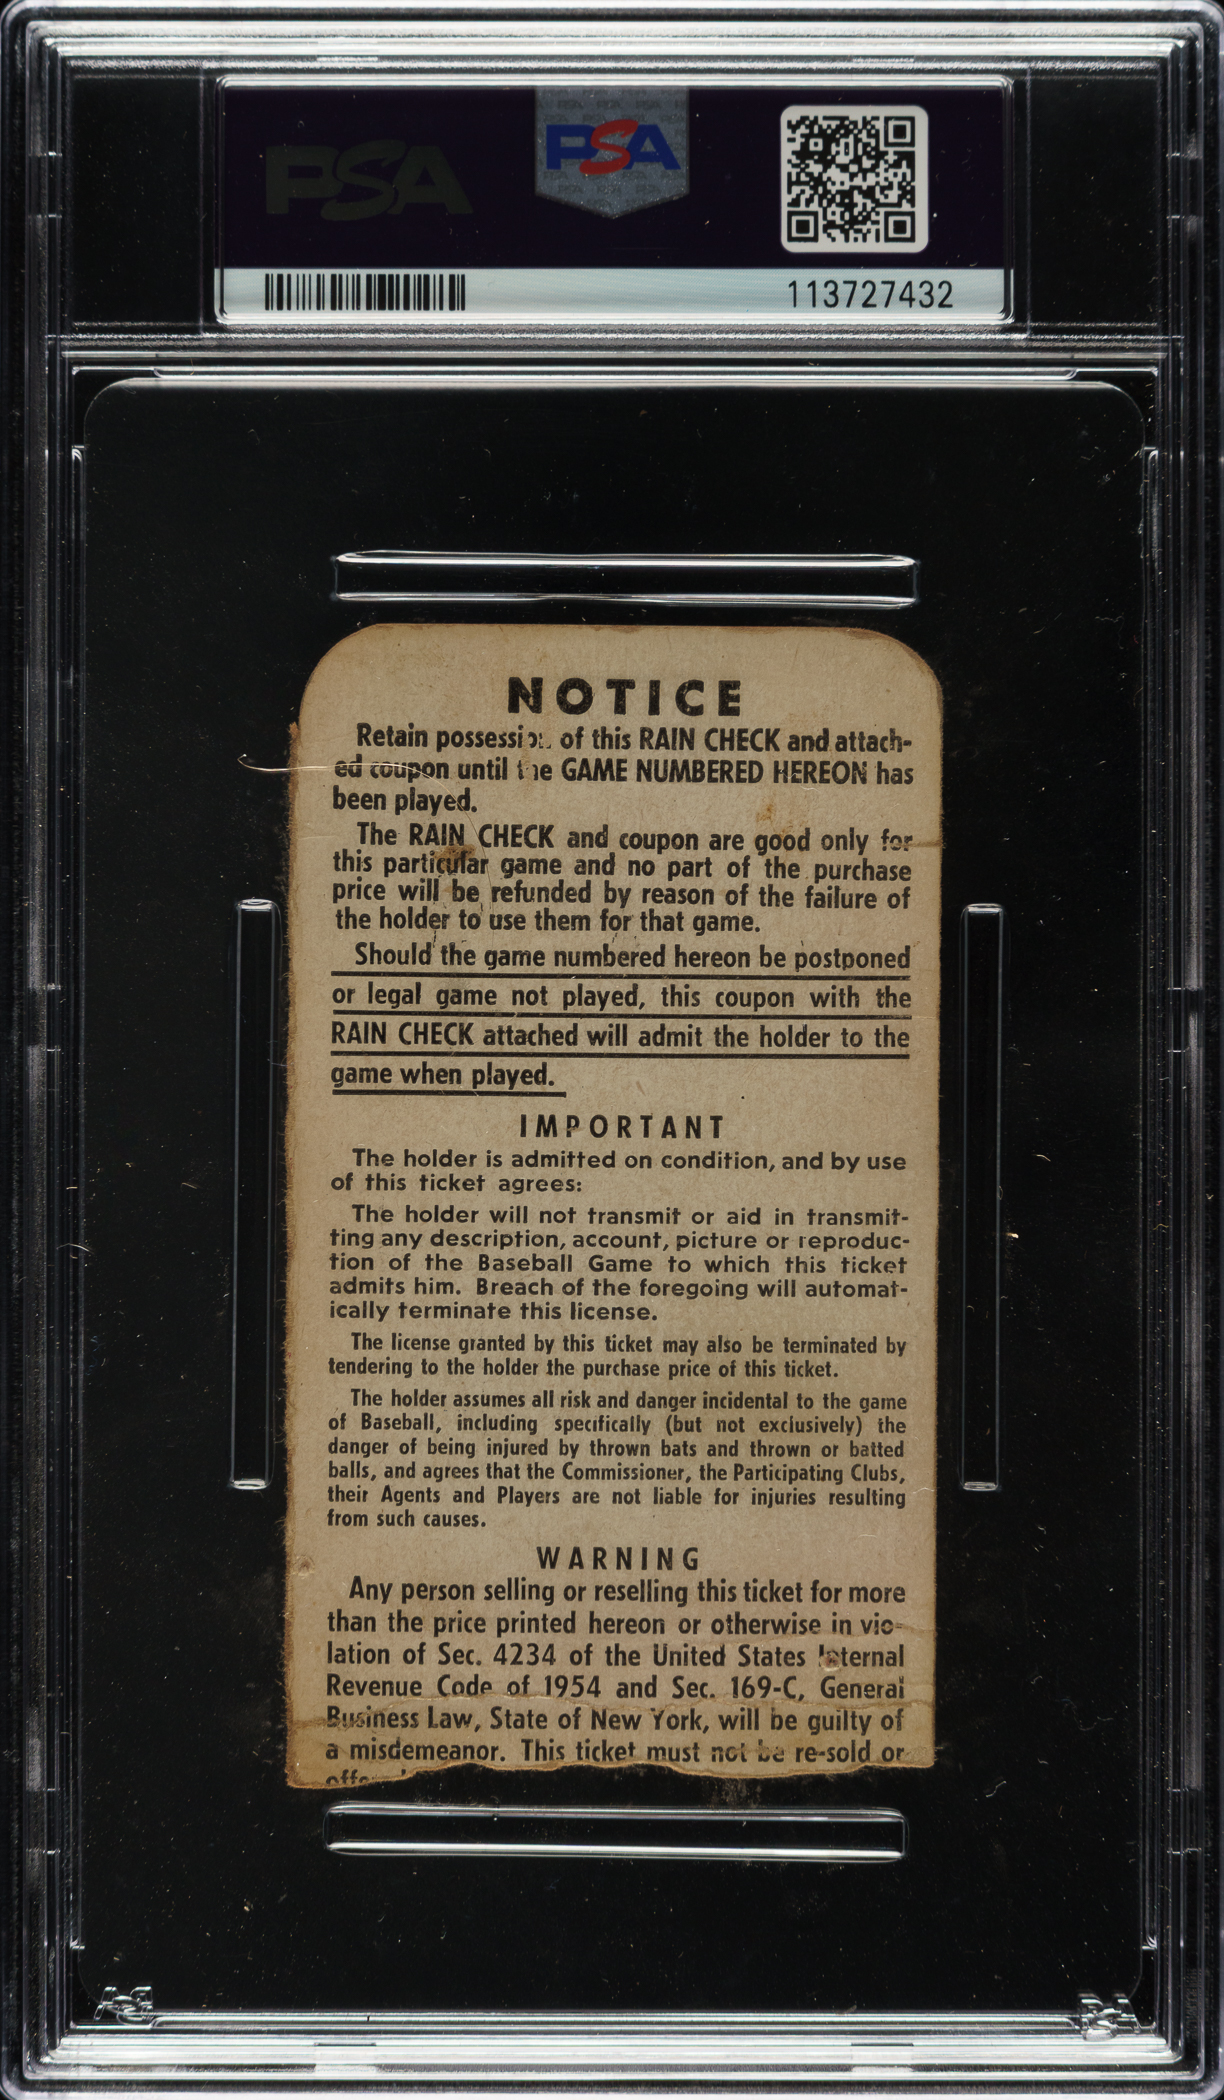 PSA
PSA
113727432
NOTICE
Retain of this RAIN CHECK and attach-
ed coupon until GAME NUMBERED HEREON has
been played.
The RAIN CHECK and coupon are good only for
this particular game and no part of the purchase
price will be refunded by reason of the failure of
the holder to use them for that game.
Should the game numbered hereon be postponed
or legal game not played, this coupon with the
RAIN CHECK attached will admit the holder to the
game when played.
IMPORTANT
The holder is admitted on condition, and by use
of this ticket agrees:
The holder will not transmit or aid in transmit-
ting any description, account, picture or reproduc-
tion of the Baseball Game to which this ticket
admits him. Breach of the foregoing will automat-
ically terminate this license.
The license granted by this ticket may also be terminated by
tendering to the holder the purchase price of this ticket.
The holder assumes all risk and danger incidental to the game
of Baseball, including specifically (but not exclusively) the
danger of being injured by thrown bats and thrown or batted
balls, and agrees that the Commissioner, the Participating Clubs,
their Agents and Players are not liable for injuries resulting
from such causes.
WARNING
Any person selling or reselling this ticket for more
than the price printed hereon or otherwise in vio-
lation of Sec. 4234 of the United States Internal
Revenue Code of 1954 and Sec. 169-C, General
Business Law, State of New York, will be guilty of
a misdemeanor. This ticket must not be re-sold or